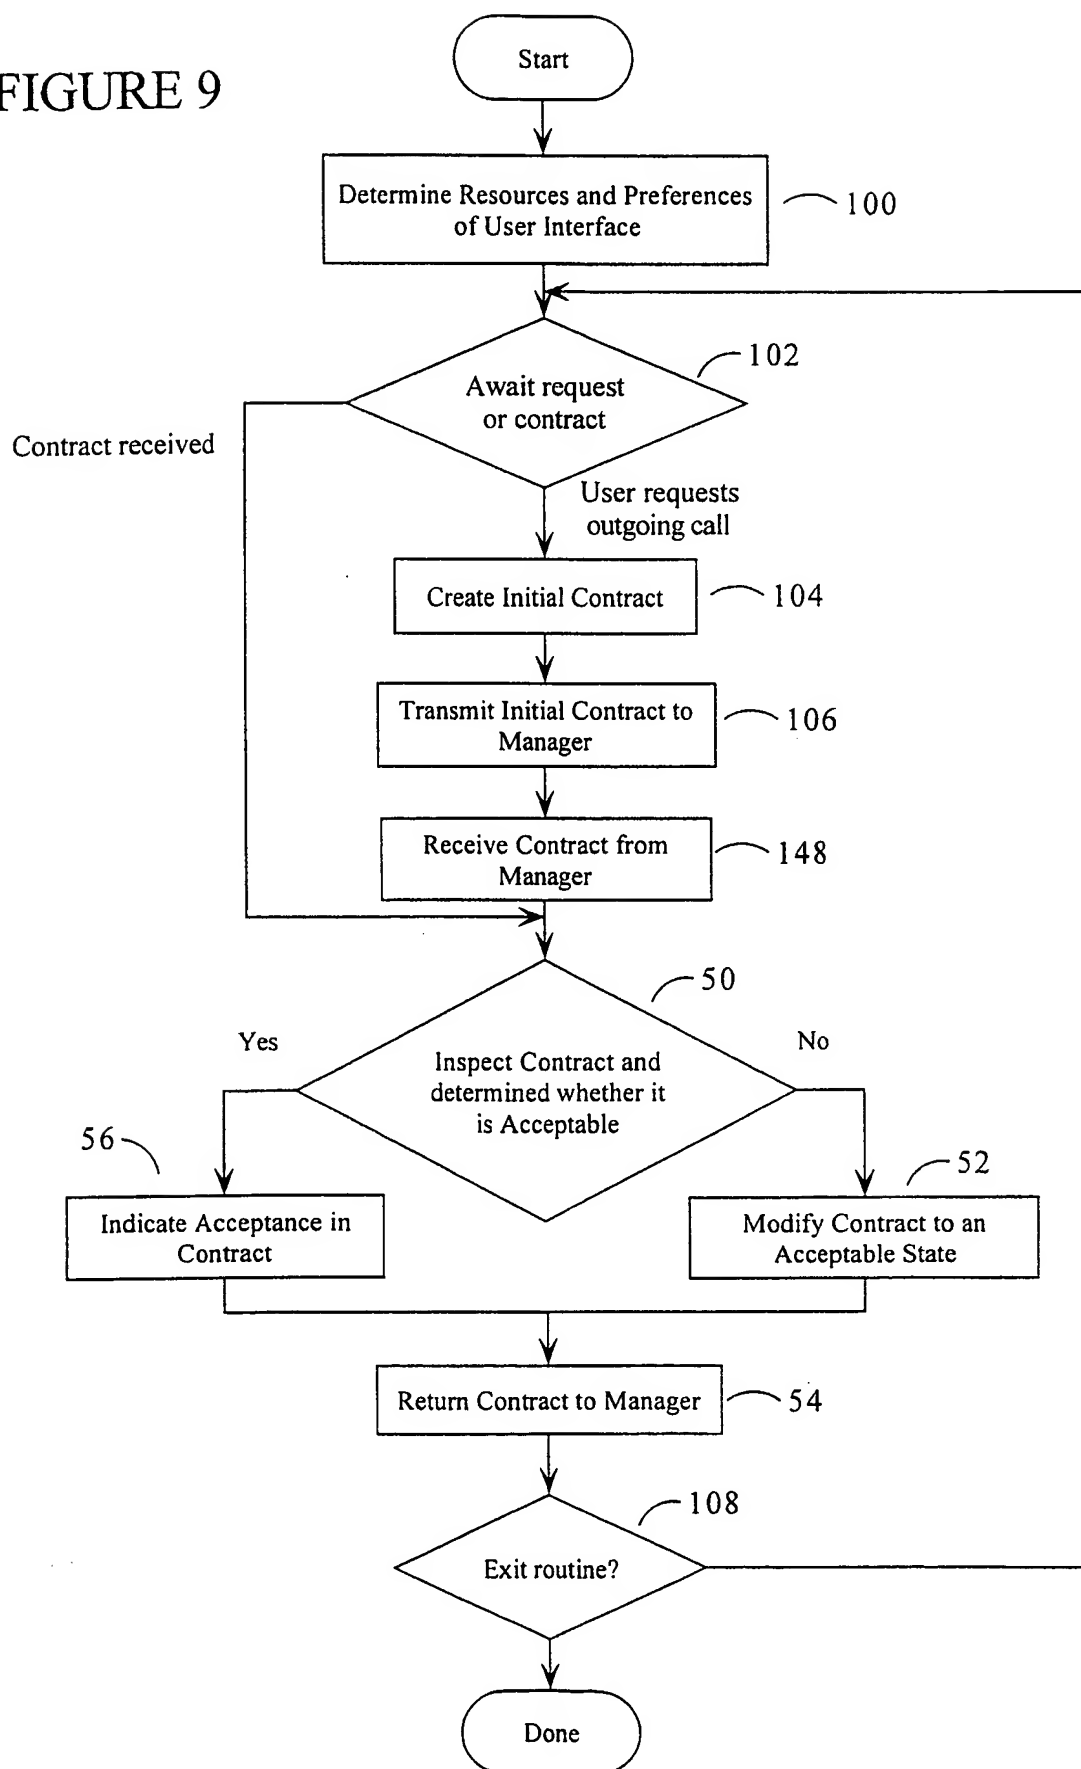 Start
FIGURE 9
Determine Resources and Preferences
of User Interface
100
102
Await request
or contract
Contract received
User requests
outgoing call
Create Initial Contract
104
Transmit Initial Contract to
Manager
106
Receive Contract from
Manager
148
50
Yes
No
Inspect Contract and
determined whether it
is Acceptable
56
52
Indicate Acceptance in
Contract
Modify Contract to an
Acceptable State
Return Contract to Manager
54
108
Exit routine?
Done